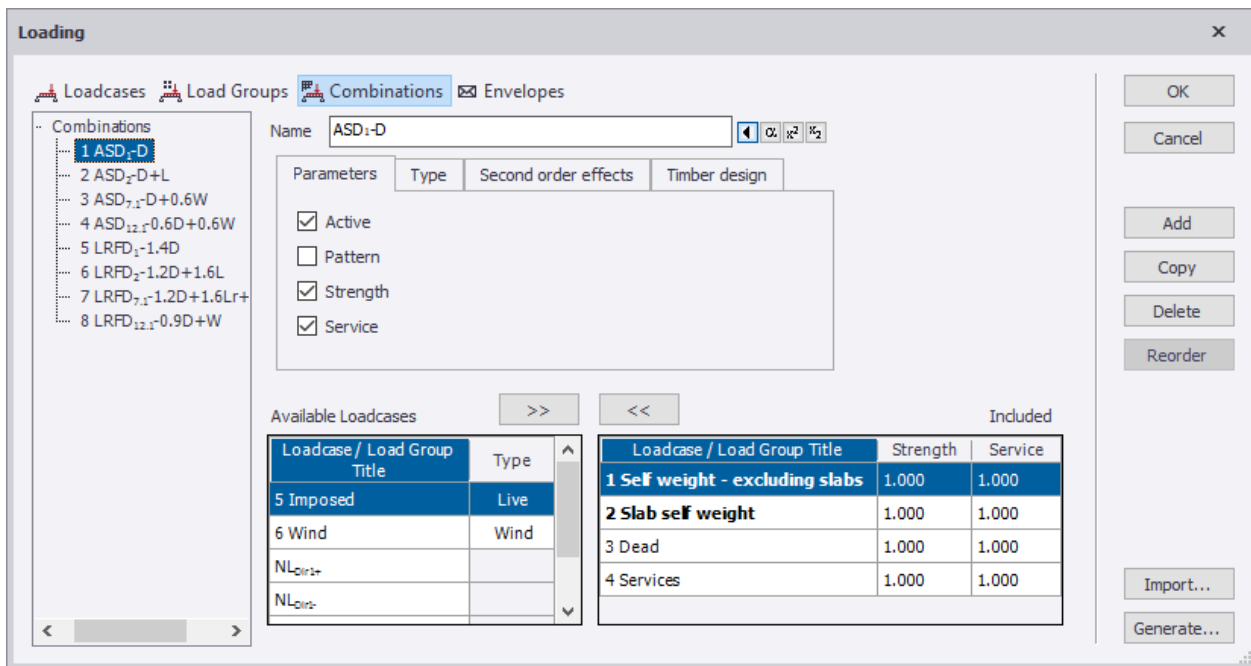 Loading
Loadcases Load Groups Combinations Envelopes
OK
Cancel
Add
Copy
Delete
Reorder
Import...
Generate...
Combinations
1 ASD₁-D
2 ASD₂-D+L
3 ASD₇.₁-D+0.6W
4 ASD₁₂.₁-0.6D+0.6W
5 LRFD₁-1.4D
6 LRFD₂-1.2D+1.6L
7 LRFD₇.₁-1.2D+1.6Lr+
8 LRFD₁₂.₁-0.9D+W
Name ASD₁-D α x² x₂
Parameters Type Second order effects Timber design
Active
Pattern
Strength
Service
Available Loadcases >> << Included
Loadcase / Load Group Title Type
5 Imposed Live
6 Wind Wind
NL Dir1+
NL Dir1-
Loadcase / Load Group Title Strength Service
1 Self weight - excluding slabs 1.000 1.000
2 Slab self weight 1.000 1.000
3 Dead 1.000 1.000
4 Services 1.000 1.000